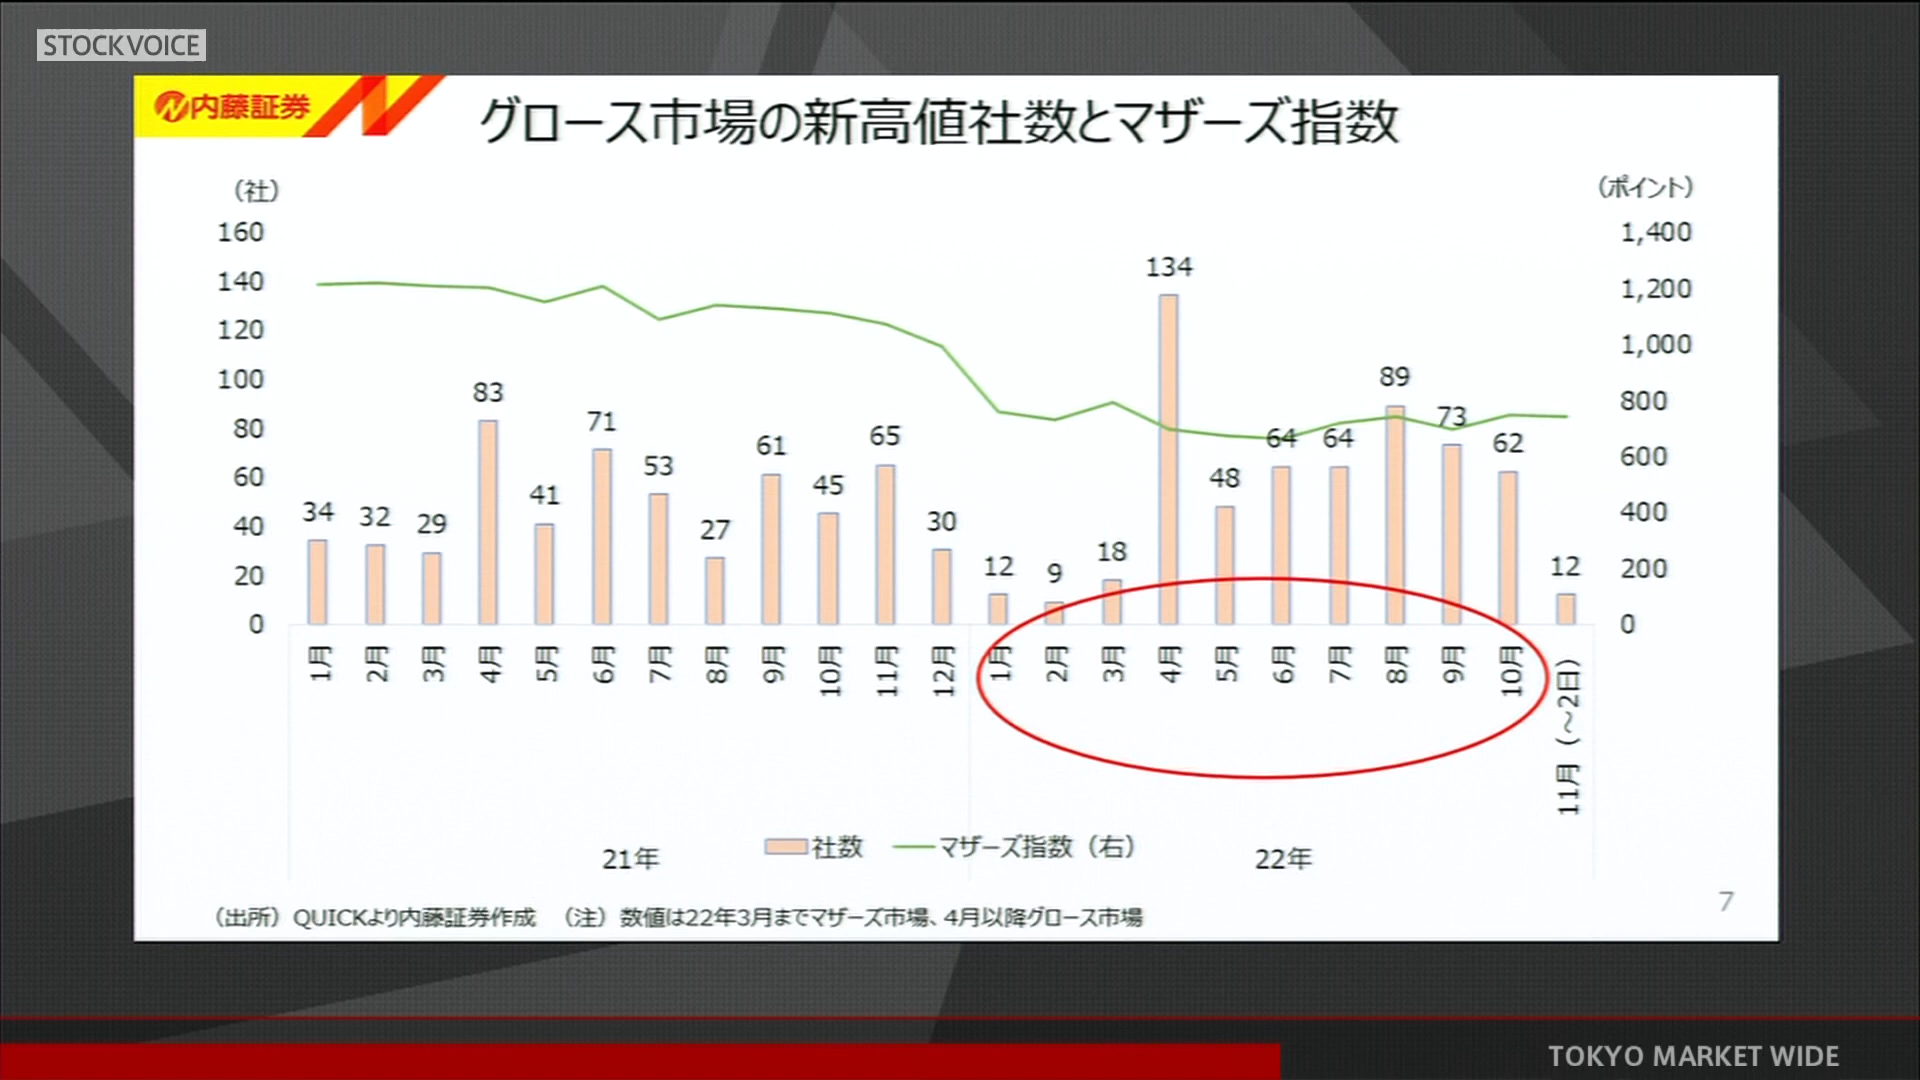 STOCKVOICE
内藤証券
グロース市場の新高値社数とマザーズ指数
（社）
（ポイント）
160
140
120
100
80
60
40
20
0
1,400
1,200
1,000
800
600
400
200
0
34
32
29
83
41
71
53
27
61
45
65
30
12
9
18
134
48
64
64
89
73
62
12
1月
2月
3月
4月
5月
6月
7月
8月
9月
10月
11月
12月
1月
2月
3月
4月
5月
6月
7月
8月
9月
10月
11月（～2日）
21年
22年
社数
マザーズ指数（右）
（出所）QUICKより内藤証券作成　（注）数値は22年3月までマザーズ市場、4月以降グロース市場
7
TOKYO MARKET WIDE